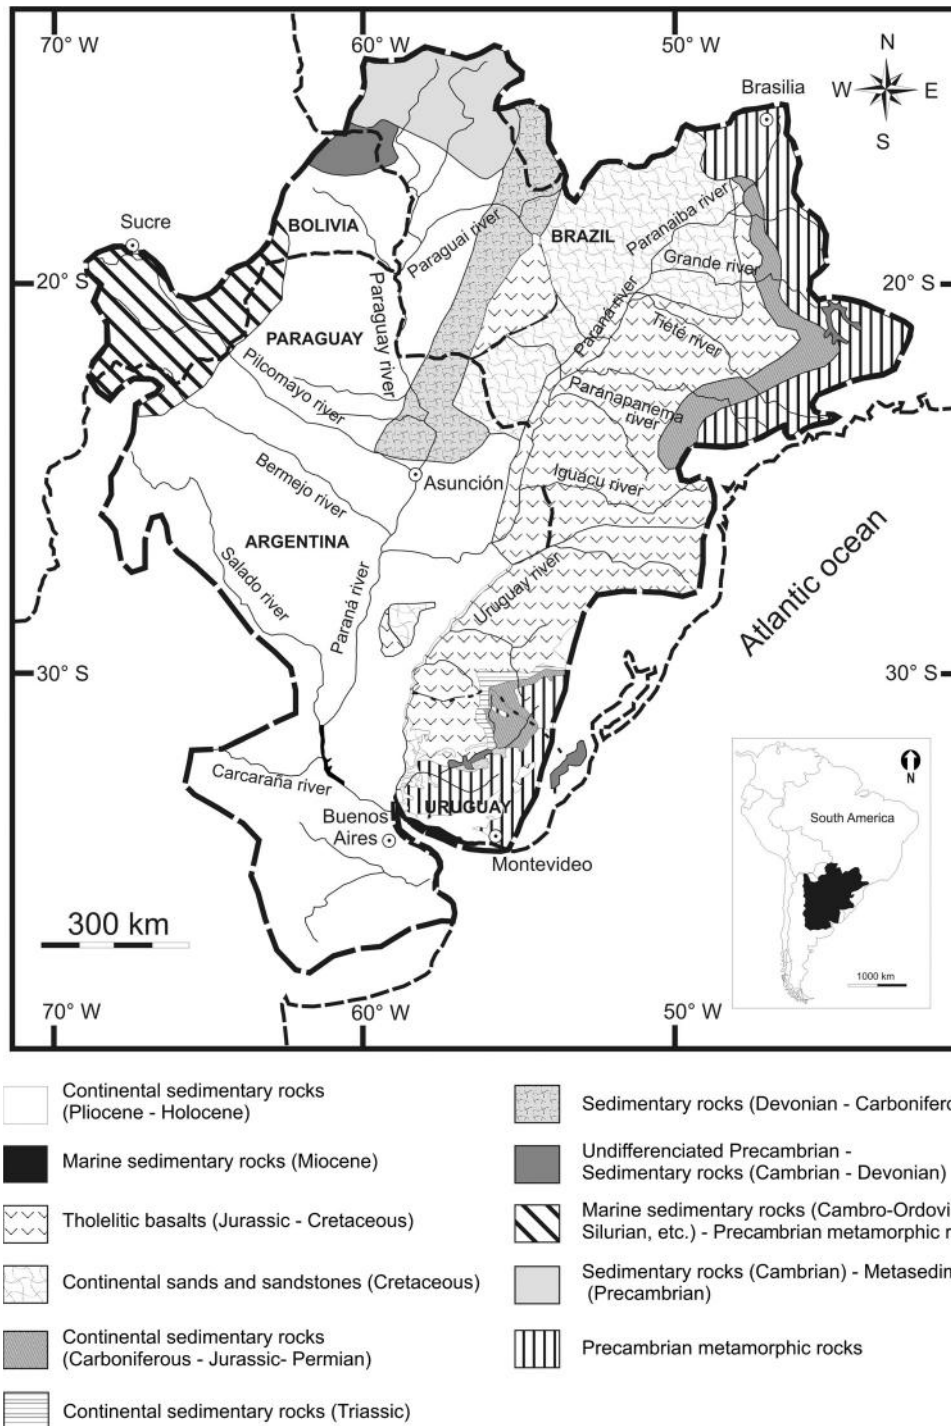 70° W
60° W
50° W
N
W
E
S
Brasilia
Sucre
BOLIVIA
BRAZIL
Paraguai river
Paranaiba river
Grande river
20° S
20° S
Paraguay river
Paraná river
Tiété river
PARAGUAY
Pilcomayo river
Paranapanema
river
Bermejo river
Asunción
Iguacu river
ARGENTINA
Salado river
Paraná river
Uruguay river
Atlantic ocean
30° S
30° S
Carcaraña river
Buenos
Aires
URUGUAY
Montevideo
N
South America
1000 km
300 km
70° W
60° W
50° W
Continental sedimentary rocks
(Pliocene - Holocene)
Marine sedimentary rocks (Miocene)
Tholelitic basalts (Jurassic - Cretaceous)
Continental sands and sandstones (Cretaceous)
Continental sedimentary rocks
(Carboniferous - Jurassic- Permian)
Continental sedimentary rocks (Triassic)
Sedimentary rocks (Devonian - Carbonifero
Undifferenciated Precambrian -
Sedimentary rocks (Cambrian - Devonian)
Marine sedimentary rocks (Cambro-Ordovi
Silurian, etc.) - Precambrian metamorphic r
Sedimentary rocks (Cambrian) - Metasedim
(Precambrian)
Precambrian metamorphic rocks